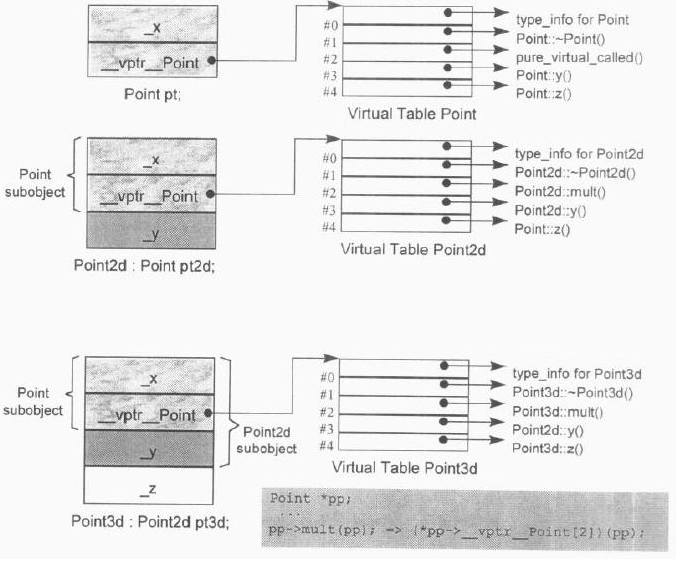 _x
__vptr__Point
Point pt;
#0
#1
#2
#3
#4
type_info for Point
Point::~Point()
pure_virtual_called()
Point::y()
Point::z()
Virtual Table Point
Point
subobject
_x
__vptr__Point
_y
Point2d : Point pt2d;
#0
#1
#2
#3
#4
type_info for Point2d
Point2d::~Point2d()
Point2d::mult()
Point2d::y()
Point::z()
Virtual Table Point2d
Point
subobject
_x
__vptr__Point
_y
_z
Point2d
subobject
Point3d : Point2d pt3d;
#0
#1
#2
#3
#4
type_info for Point3d
Point3d::~Point3d()
Point3d::mult()
Point2d::y()
Point3d::z()
Virtual Table Point3d
Point *pp;
...
pp->mult(pp); => (*pp->__vptr__Point[2])(pp);